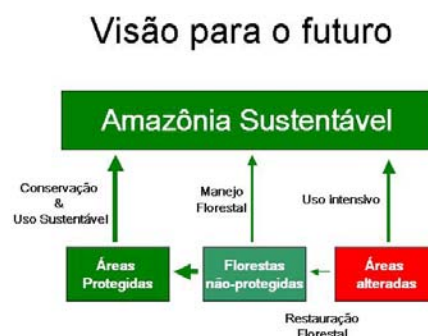 Visão para o futuro
Amazônia Sustentável
Conservação
&
Uso Sustentável
Manejo
Florestal
Uso intensivo
Áreas
Protegidas
Florestas
não-protegidas
Áreas
alteradas
Restauração
Florestal